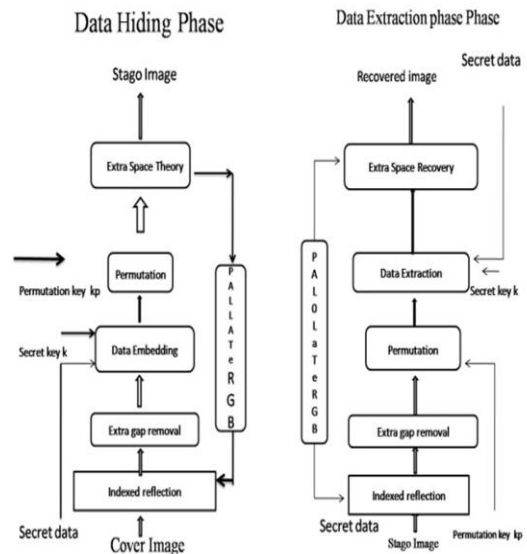 Data Hiding Phase
Stago Image
Extra Space Theory
Permutation
Permutation key kp
PALLATeRGB
Secret key k
Data Embedding
Extra gap removal
Indexed reflection
Secret data
Cover Image
Data Extraction phase Phase
Secret data
Recovered image
Extra Space Recovery
PALOLaTeRGB
Data Extraction
Secret key k
Permutation
Extra gap removal
Indexed reflection
Secret data
Stago Image
Permutation key kp